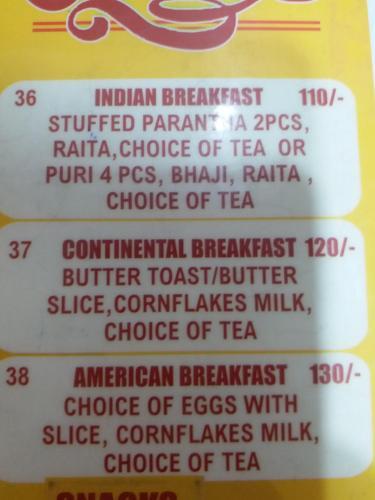 36 INDIAN BREAKFAST 110/-
STUFFED PARANTHA 2PCS,
RAITA,CHOICE OF TEA OR
PURI 4 PCS, BHAJI, RAITA ,
CHOICE OF TEA
37 CONTINENTAL BREAKFAST 120/-
BUTTER TOAST/BUTTER
SLICE,CORNFLAKES MILK,
CHOICE OF TEA
38 AMERICAN BREAKFAST 130/-
CHOICE OF EGGS WITH
SLICE, CORNFLAKES MILK,
CHOICE OF TEA
SNACKS